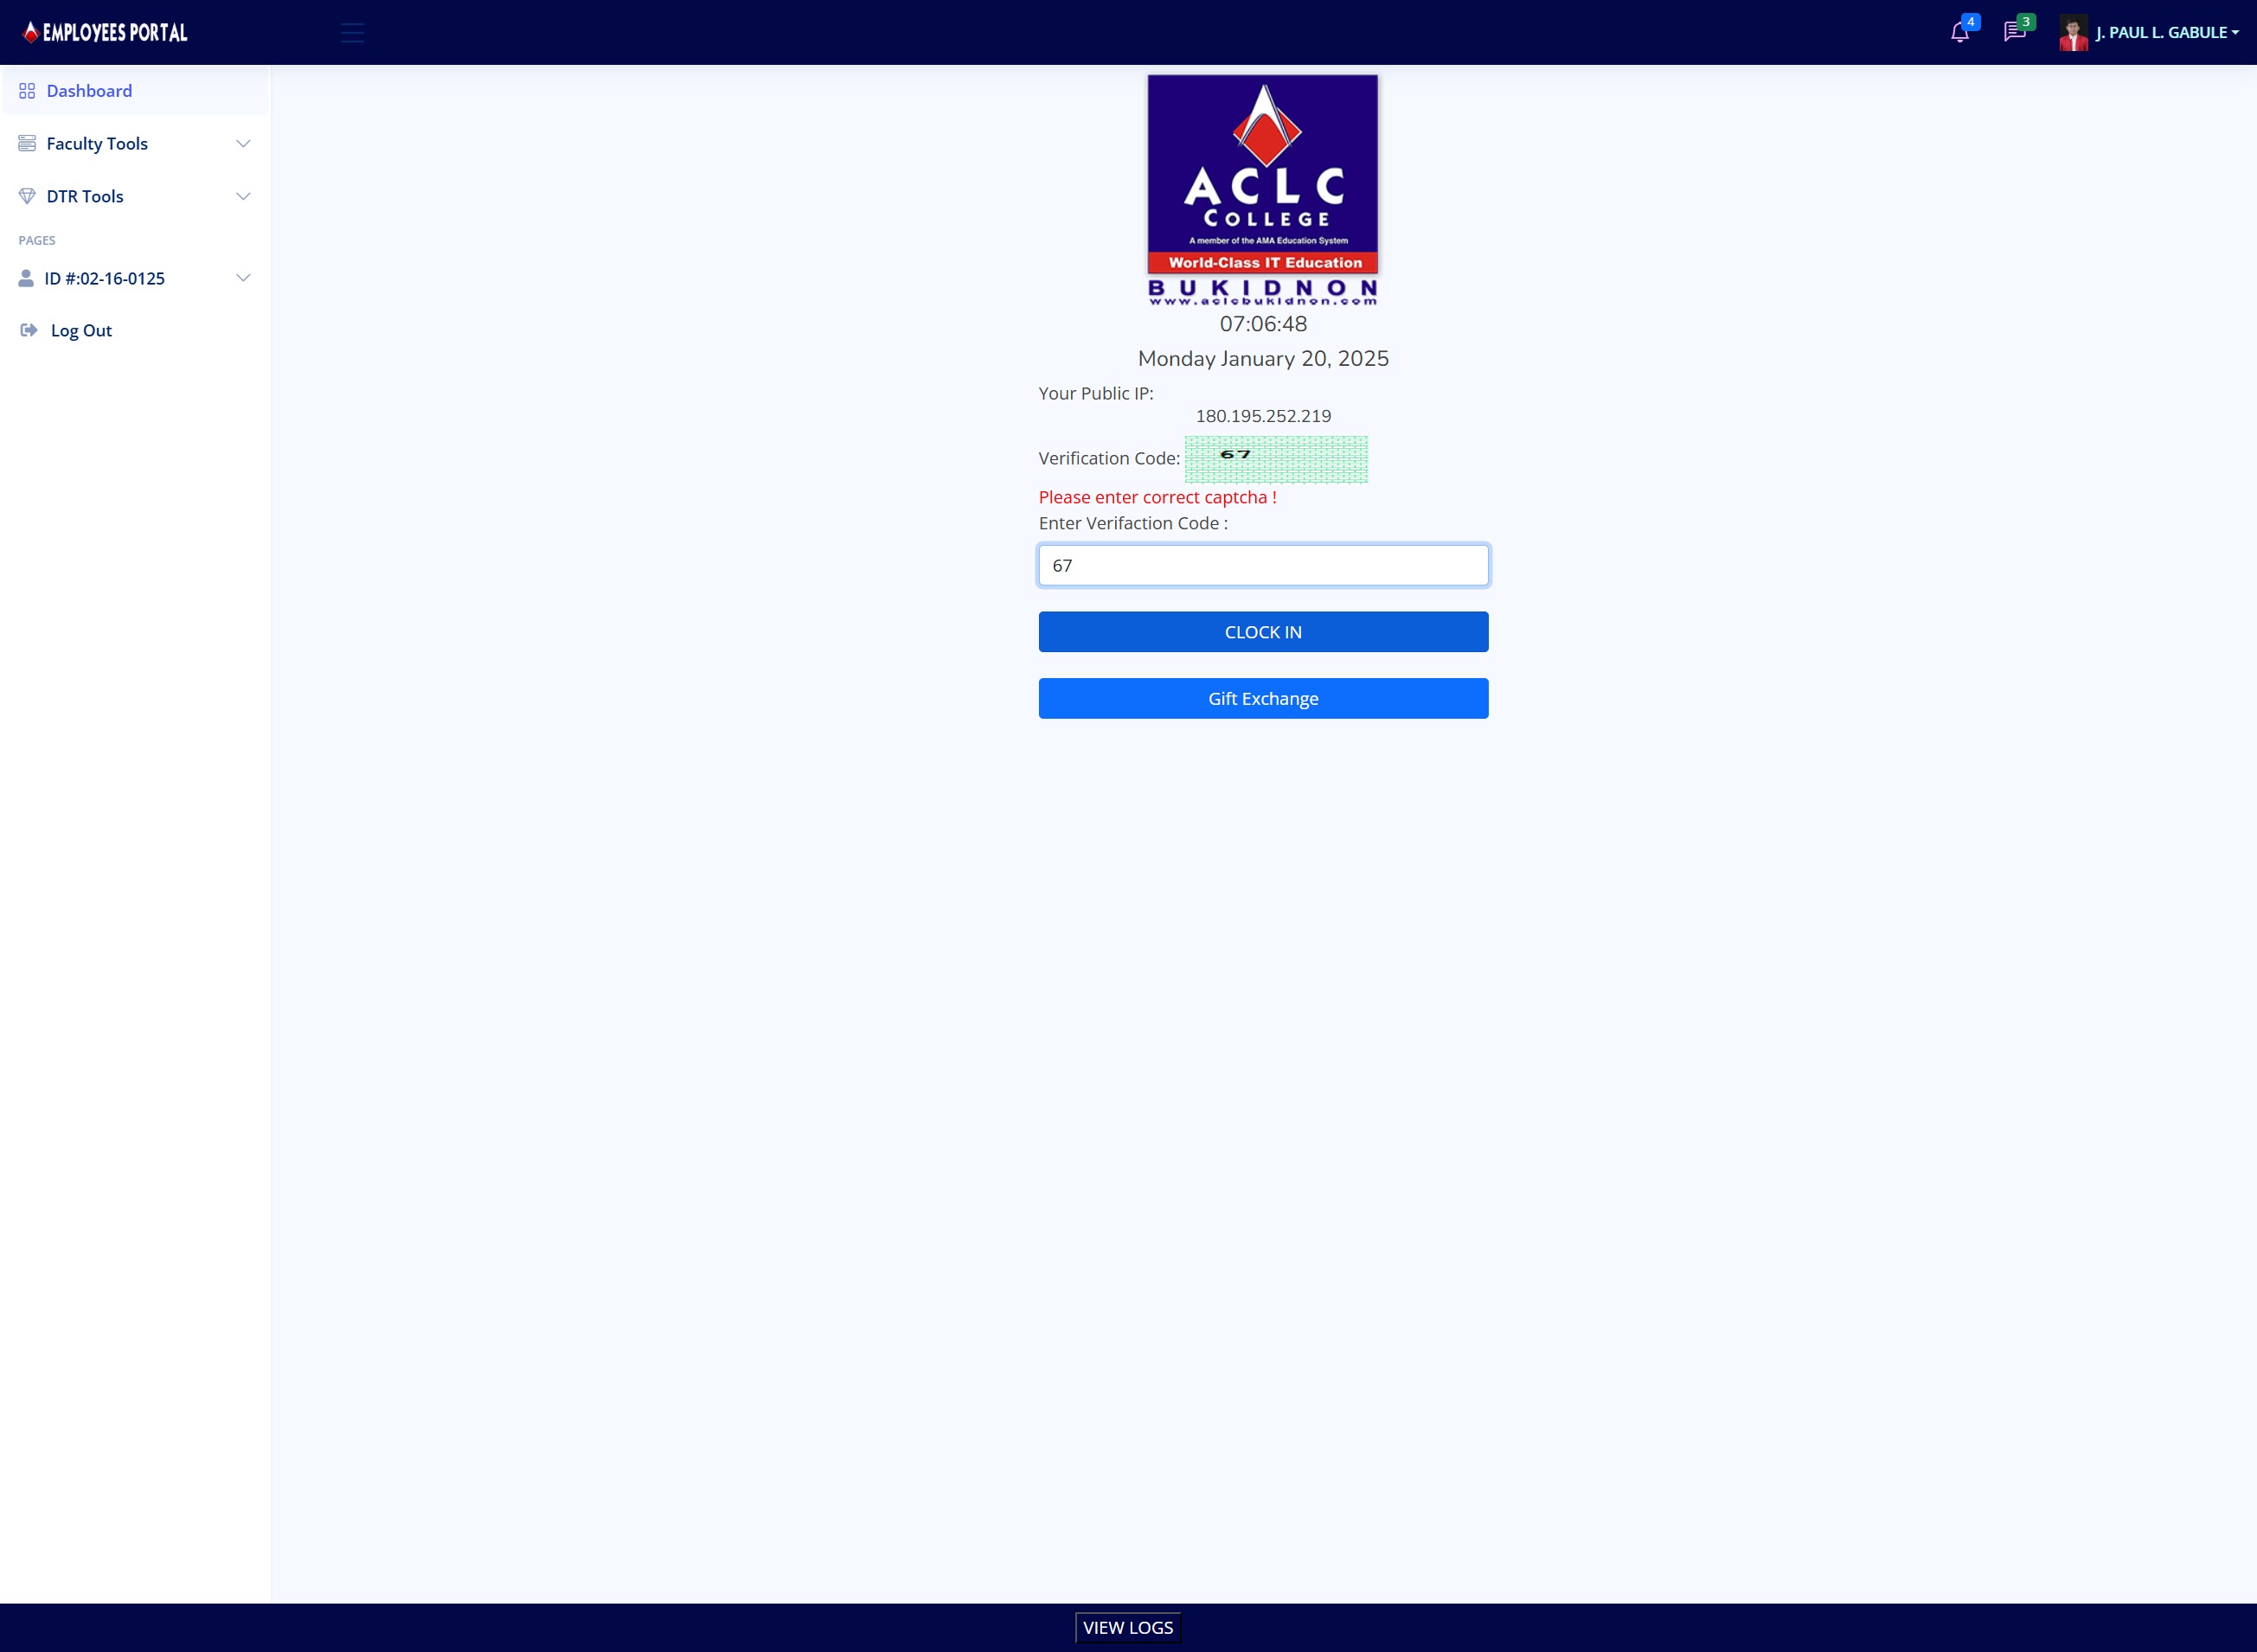 EMPLOYEES PORTAL
4
3
J. PAUL L. GABULE
Dashboard
Faculty Tools
DTR Tools
PAGES
ID #:02-16-0125
Log Out
ACLC
COLLEGE
A member of the AMA Education System
World-Class IT Education
BUKIDNON
www.aclcbukidnon.com
07:06:48
Monday January 20, 2025
Your Public IP:
180.195.252.219
Verification Code: 67
Please enter correct captcha !
Enter Verifaction Code :
67
CLOCK IN
Gift Exchange
VIEW LOGS